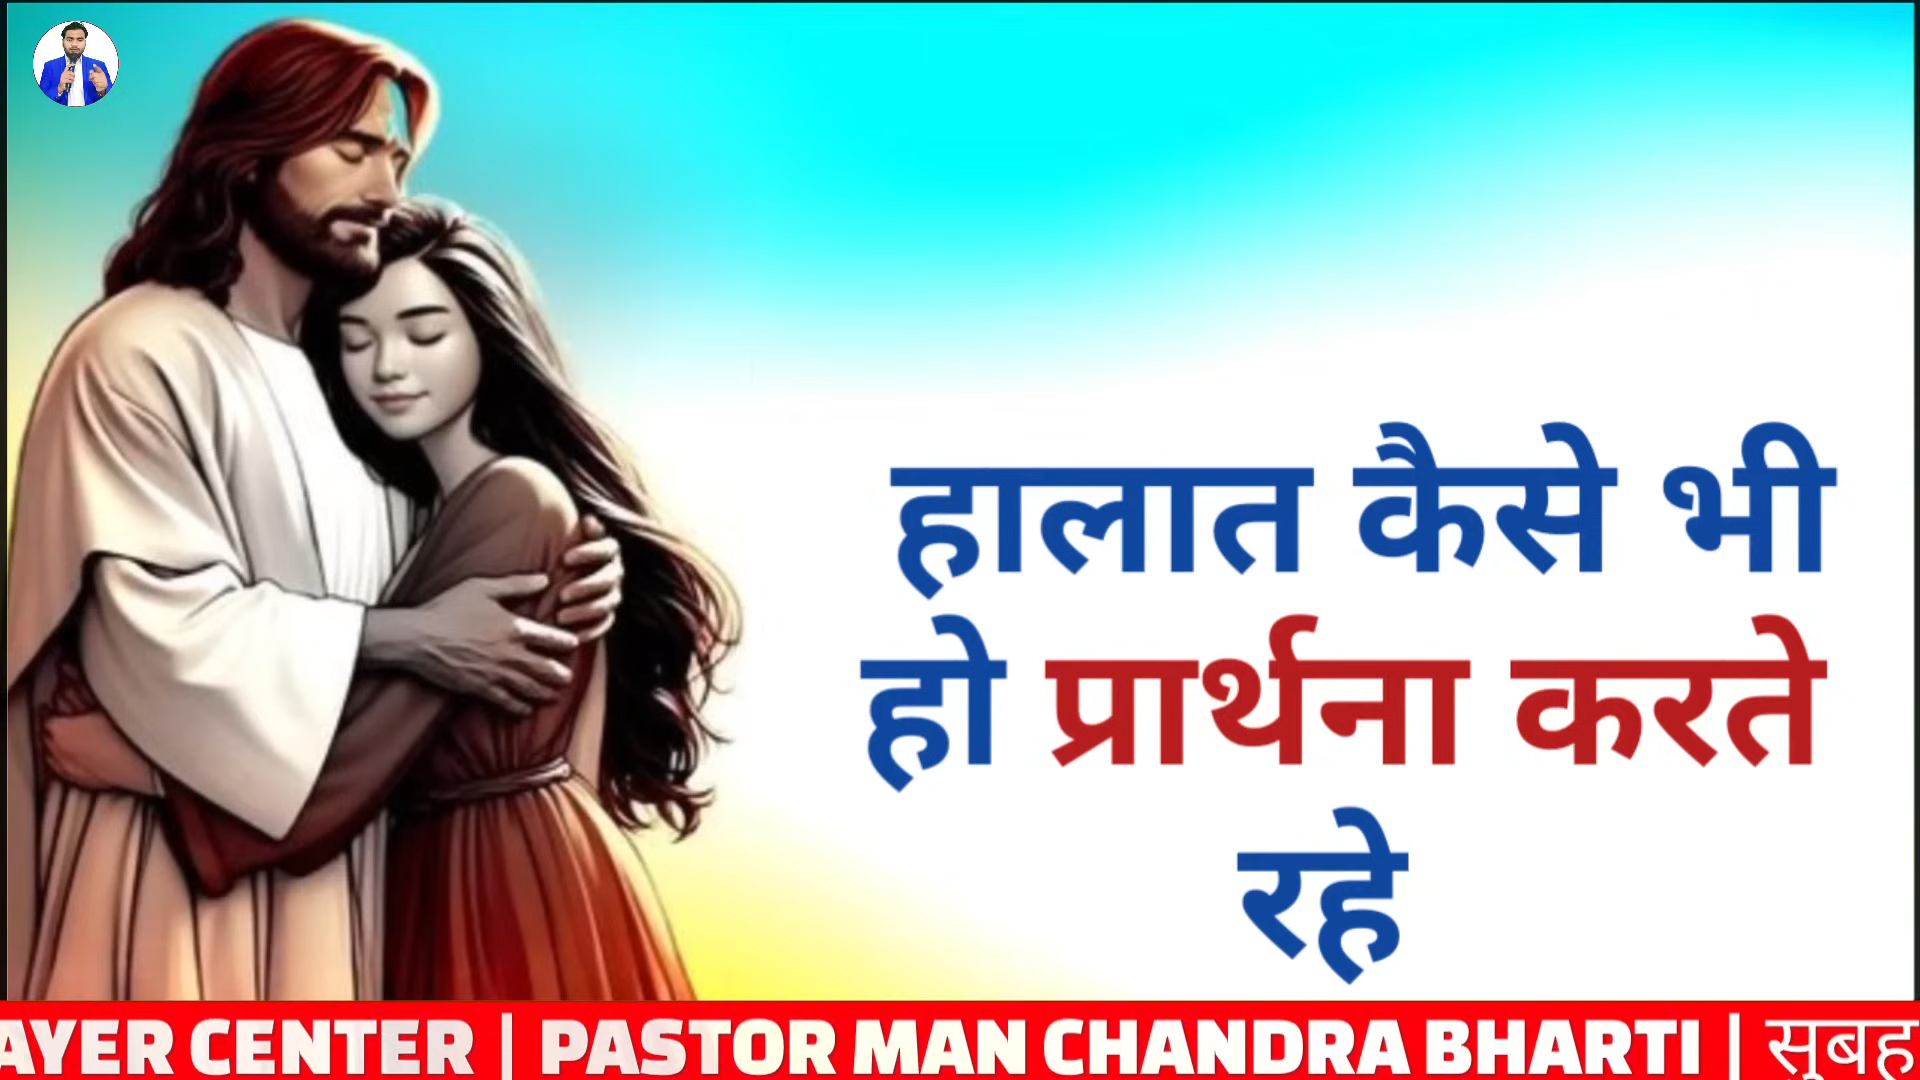 हालात कैसे भी
हो प्रार्थना करते
रहे
AYER CENTER | PASTOR MAN CHANDRA BHARTI | सुबह